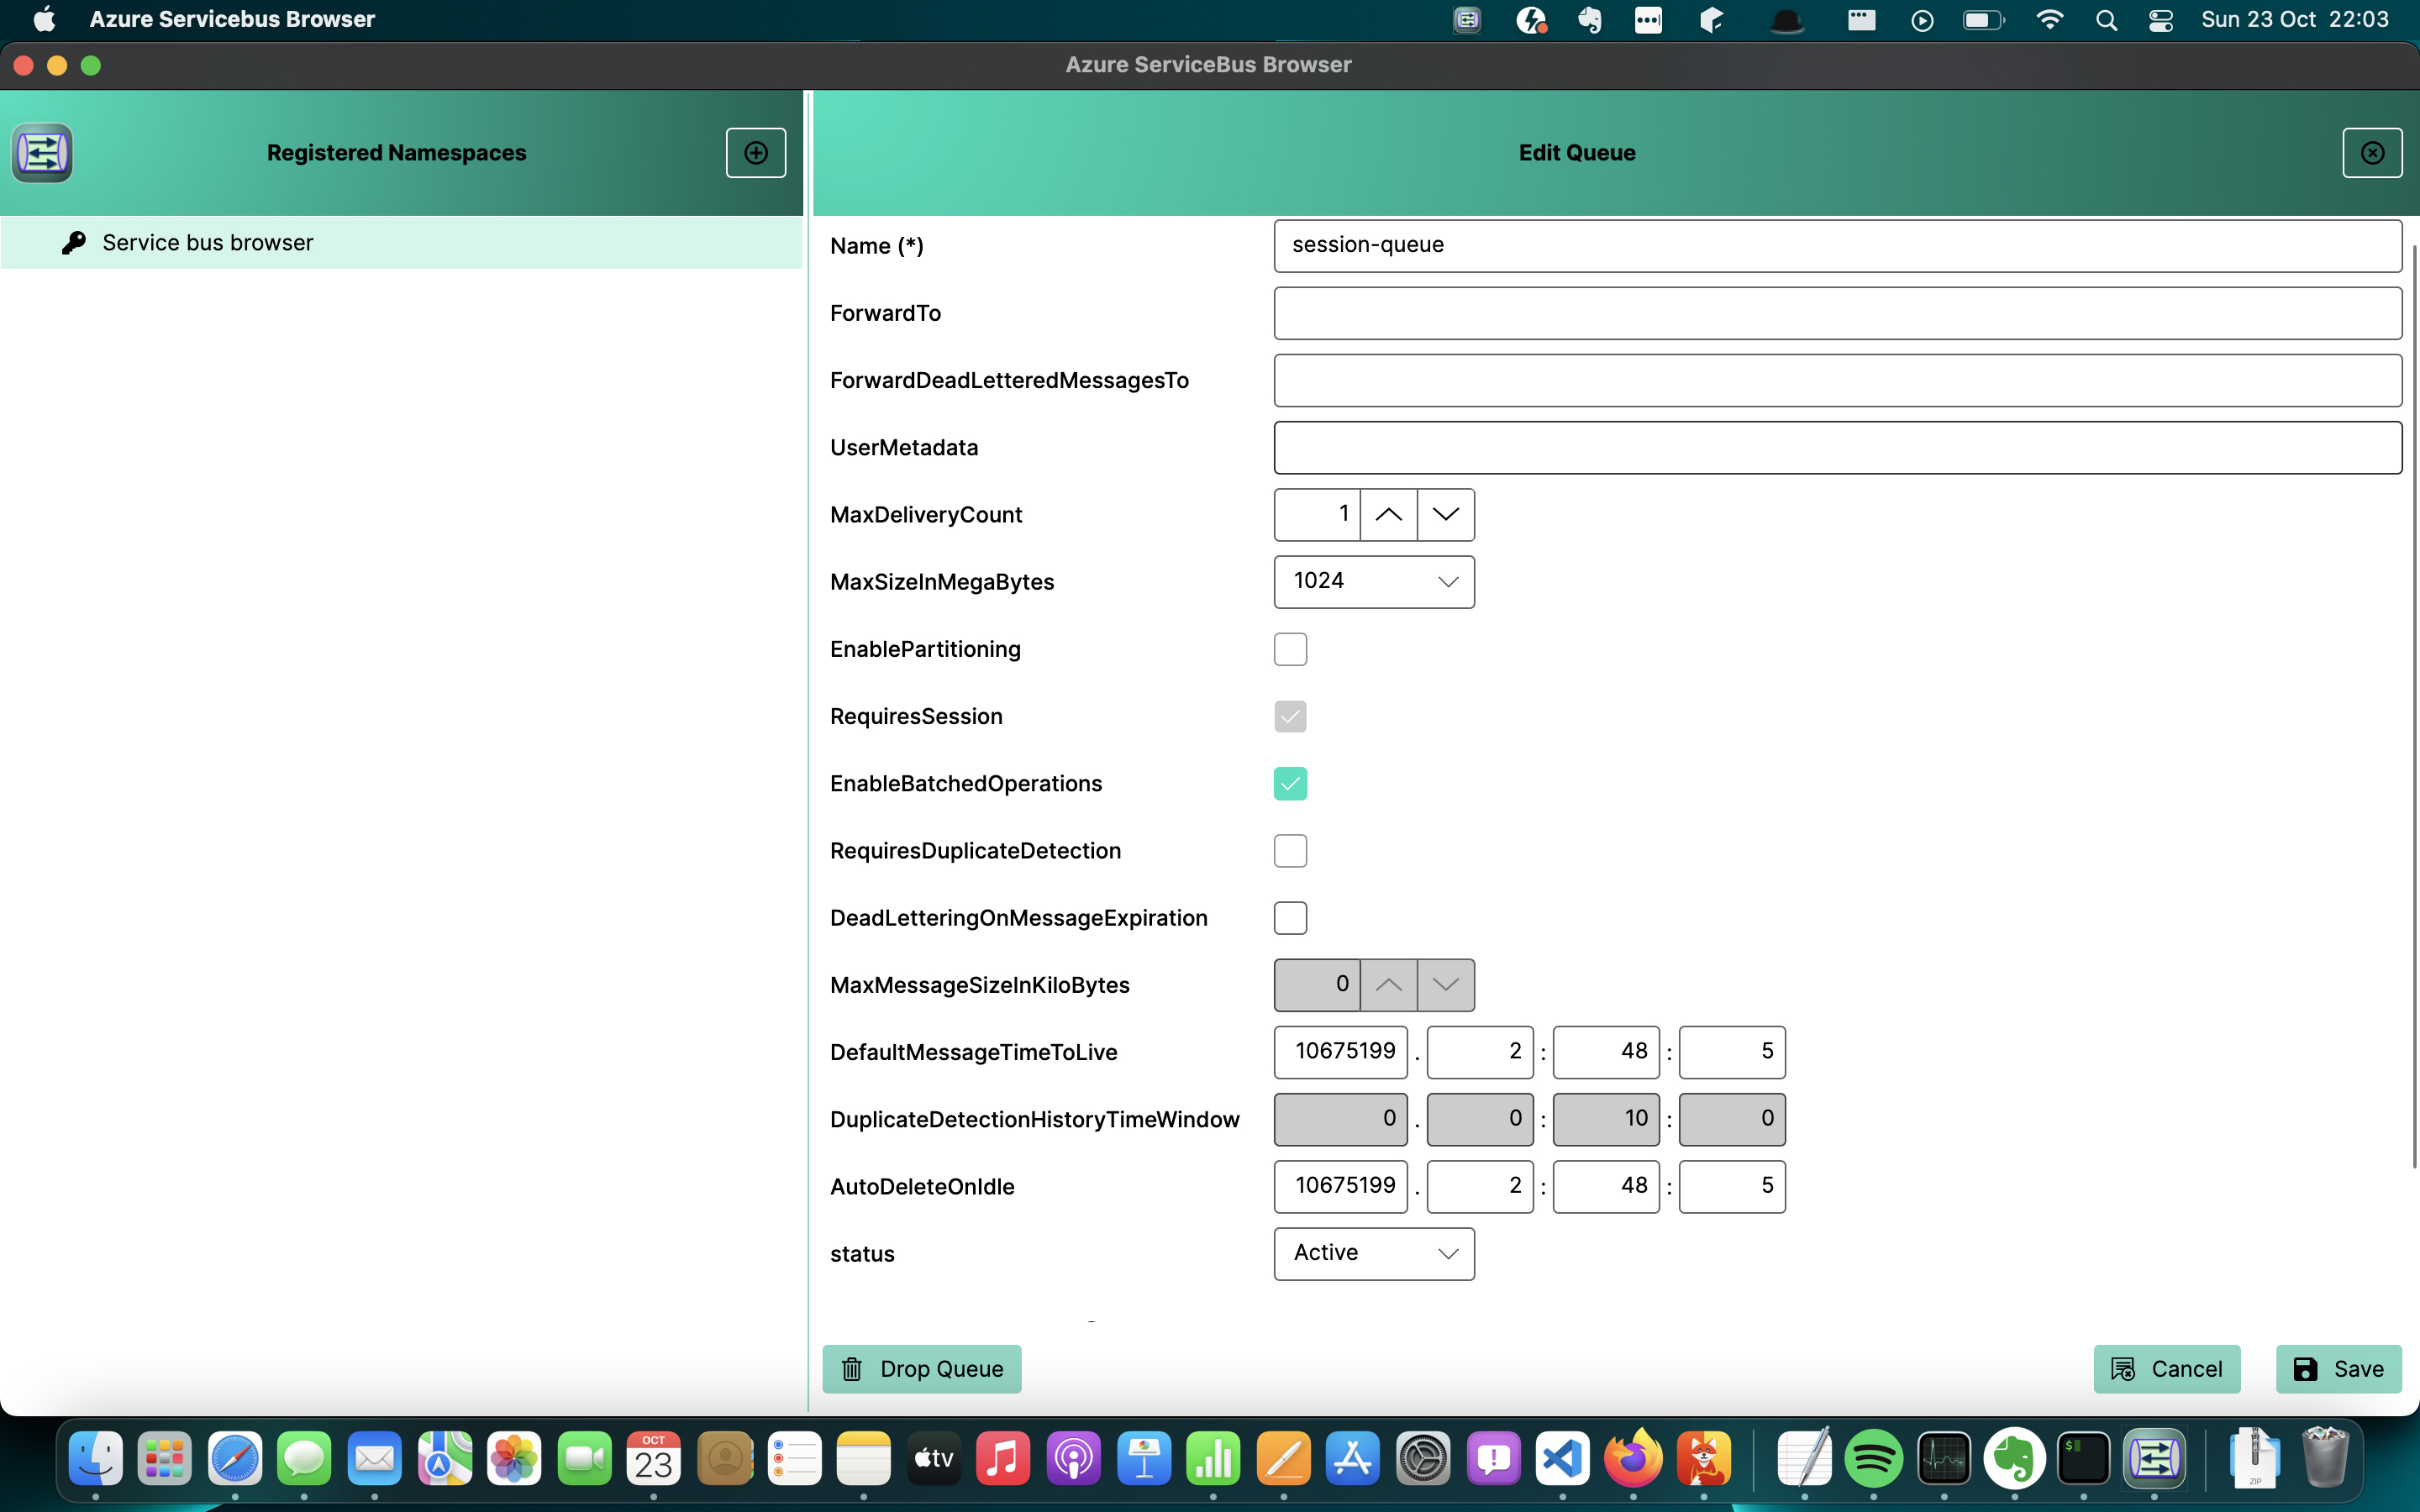 Azure Servicebus Browser
Sun 23 Oct 22:03
Azure ServiceBus Browser
Registered Namespaces
Edit Queue
Service bus browser
Name (*)
session-queue
ForwardTo
ForwardDeadLetteredMessagesTo
UserMetadata
MaxDeliveryCount
1
MaxSizeInMegaBytes
1024
EnablePartitioning
RequiresSession
EnableBatchedOperations
RequiresDuplicateDetection
DeadLetteringOnMessageExpiration
MaxMessageSizeInKiloBytes
0
DefaultMessageTimeToLive
10675199 . 2 : 48 : 5
DuplicateDetectionHistoryTimeWindow
0 . 0 : 10 : 0
AutoDeleteOnIdle
10675199 . 2 : 48 : 5
status
Active
Drop Queue
Cancel
Save
OCT
23
tv
$
ZIP